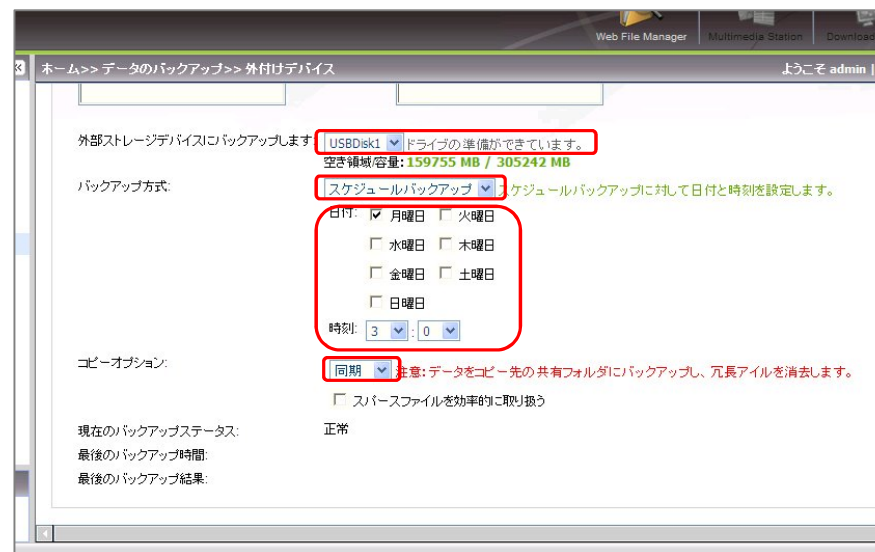 Web File Manager
Multimedia Station
Download
ホーム>> データのバックアップ>> 外付けデバイス
ようこそ admin |
外部ストレージデバイスにバックアップします:
USBDisk1 ドライブの準備ができています。
空き領域/容量: 159755 MB / 305242 MB
バックアップ方式:
スケジュールバックアップ スケジュールバックアップに対して日付と時刻を設定します。
日付: 月曜日 火曜日
水曜日 木曜日
金曜日 土曜日
日曜日
時刻: 3 : 0
コピーオプション:
同期 注意: データをコピー先の共有フォルダにバックアップし、冗長アイルを消去します。
スパースファイルを効率的に取り扱う
現在のバックアップステータス: 正常
最後のバックアップ時間:
最後のバックアップ結果: